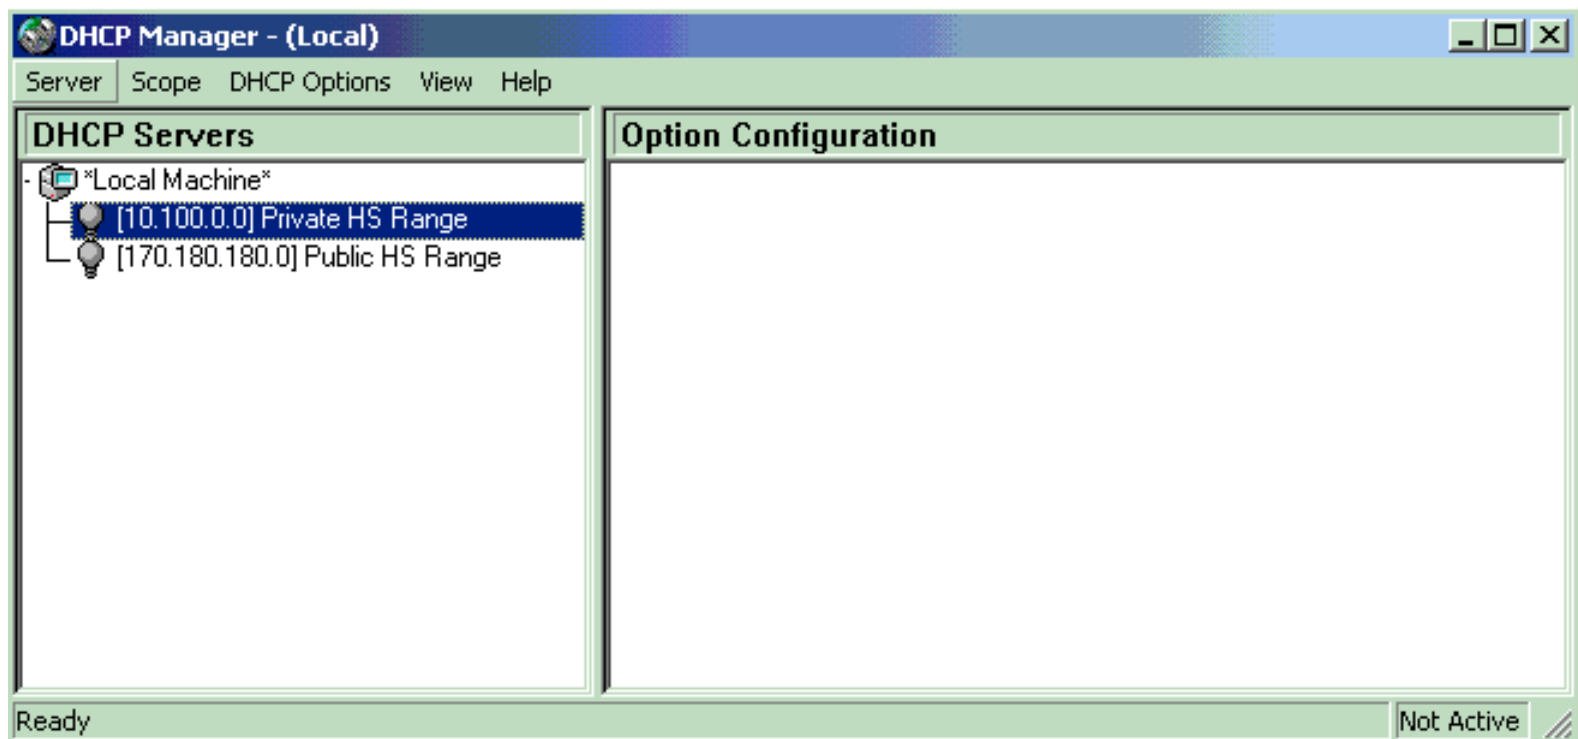 DHCP Manager - (Local)
Server Scope DHCP Options View Help
DHCP Servers
Option Configuration
*Local Machine*
[10.100.0.0] Private HS Range
[170.180.180.0] Public HS Range
Ready
Not Active